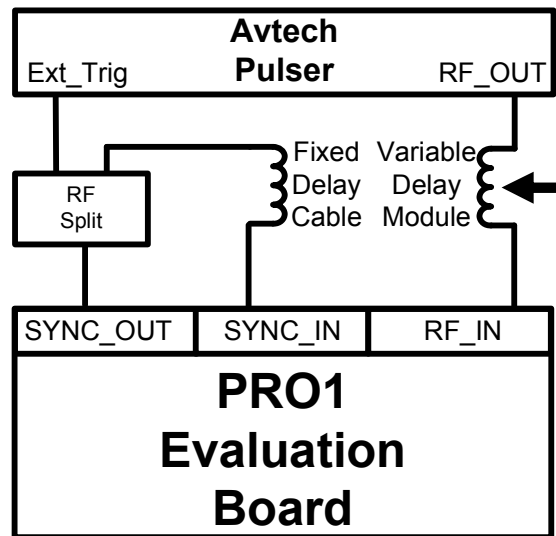 Avtech
Pulser
Ext_Trig
RF_OUT
Fixed
Delay
Cable
Variable
Delay
Module
RF
Split
SYNC_OUT
SYNC_IN
RF_IN
PRO1
Evaluation
Board